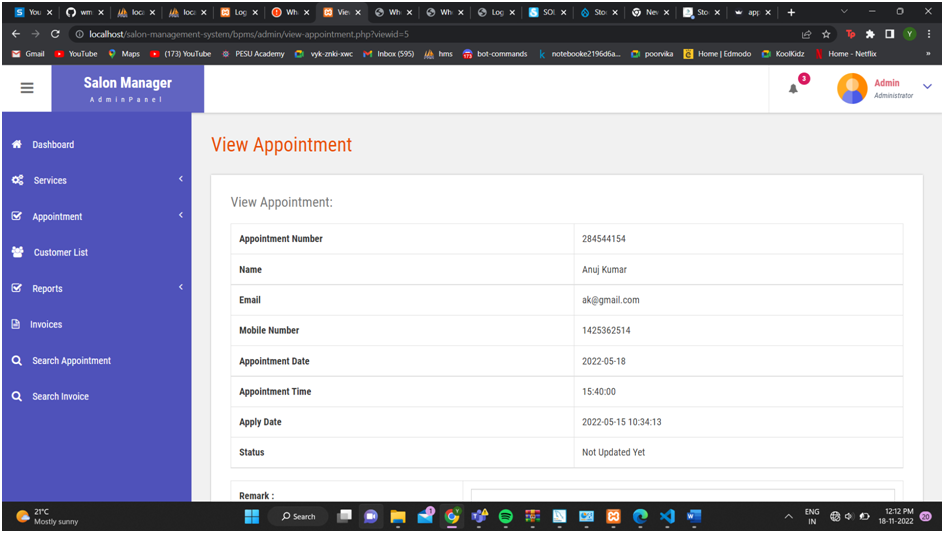 You
wm
loca
loca
Log
Wh
Vie
Wh
Wh
Log
SOL
Sto
Ne
Stoc
app
localhost/salon-management-system/bpms/admin/view-appointment.php?viewid=5
Gmail YouTube Maps (173) YouTube PESU Academy vyk-znki-xwc Inbox (595) hms bot-commands notebooke2196d6a... poorvika Home | Edmodo KoolKidz Home - Netflix »
Salon Manager
AdminPanel
3
Admin
Administrator
Dashboard
Services
Appointment
Customer List
Reports
Invoices
Search Appointment
Search Invoice
View Appointment
View Appointment:
Appointment Number 284544154
Name Anuj Kumar
Email ak@gmail.com
Mobile Number 1425362514
Appointment Date 2022-05-18
Appointment Time 15:40:00
Apply Date 2022-05-15 10:34:13
Status Not Updated Yet
Remark :
21°C
Mostly sunny
Search
ENG
IN
12:12 PM
18-11-2022
20